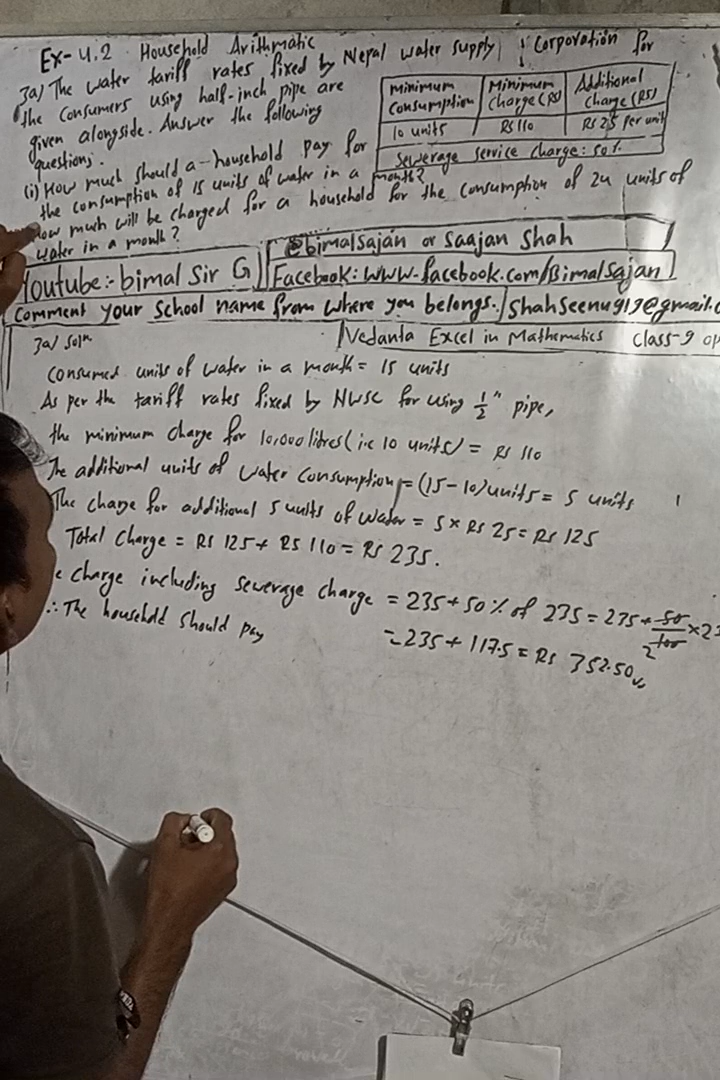 Ex- 4.2 Household Arithmatic
3a) The water tariff rates fixed by Nepal water supply Corporation for
the consumers using half-inch pipe are
given alongside. Answer the following
questions.
minimum consumption | Minimum charge (Rs) | Additional charge (RS)
10 units | RS 110 | RS 25 per unit
Sewerage service charge: 50%
(i) How much should a household pay for
the consumption of 15 units of water in a month?
How much will be charged for a household for the consumption of 24 units of
water in a month?
@bimalsajan or Saajan Shah
Youtube:- bimal Sir G
Facebook: www.facebook.com/Bimalsajan
Comment your school name from where you belongs.
Shahseenu919@gmail.c
3a) Solⁿ
Vedanta Excel in Mathematics Class-9 op
Consumed units of water in a month = 15 units
As per the tariff rates fixed by NWSC for using 1/2" pipe,
the minimum charge for 10,000 litres (i.e 10 units) = RS 110
The additional units of water consumption = (15-10) units = 5 units
The charge for additional 5 units of water = 5 × RS 25 = RS 125
Total charge = RS 125 + RS 110 = RS 235.
e charge including sewerage charge = 235 + 50% of 235 = 235 + 50/100 × 23
2
= 235 + 117.5 = RS 352.50
∴ The household should pay